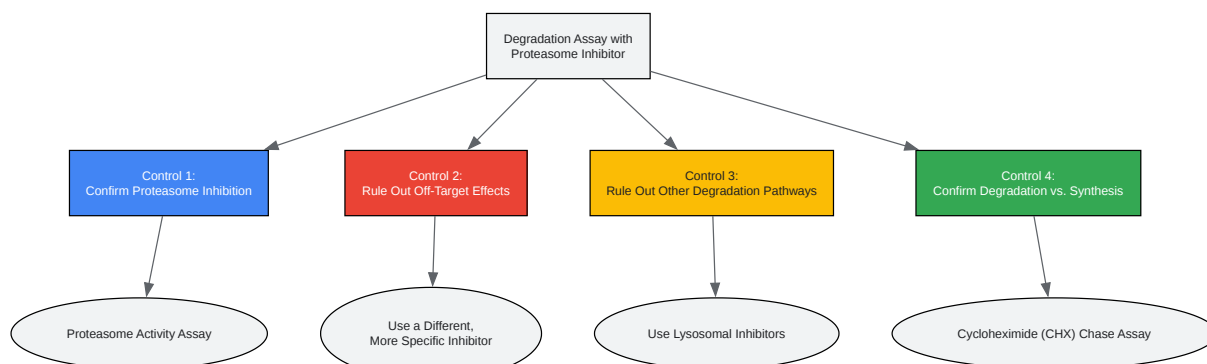 Degradation Assay with
Proteasome Inhibitor
Control 1:
Confirm Proteasome Inhibition
Control 2:
Rule Out Off-Target Effects
Control 3:
Rule Out Other Degradation Pathways
Control 4:
Confirm Degradation vs. Synthesis
Proteasome Activity Assay
Use a Different,
More Specific Inhibitor
Use Lysosomal Inhibitors
Cycloheximide (CHX) Chase Assay